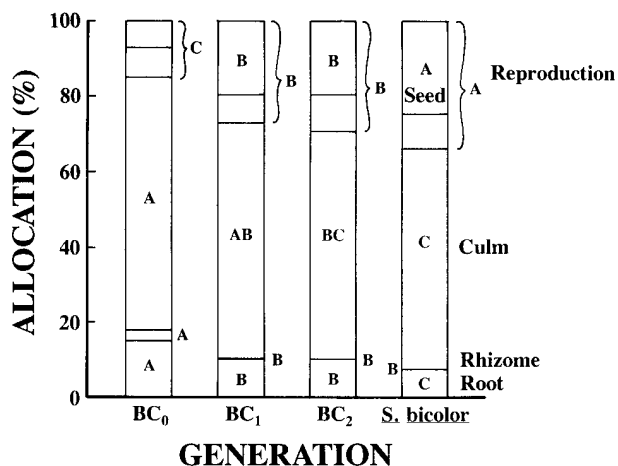 ALLOCATION (%)
100
80
60
40
20
0
C
A
A
A
B
B
AB
B
B
B
B
BC
B
B
A
Seed
A
C
B
C
Reproduction
Culm
Rhizome
Root
BC₀
BC₁
BC₂
S. bicolor
GENERATION